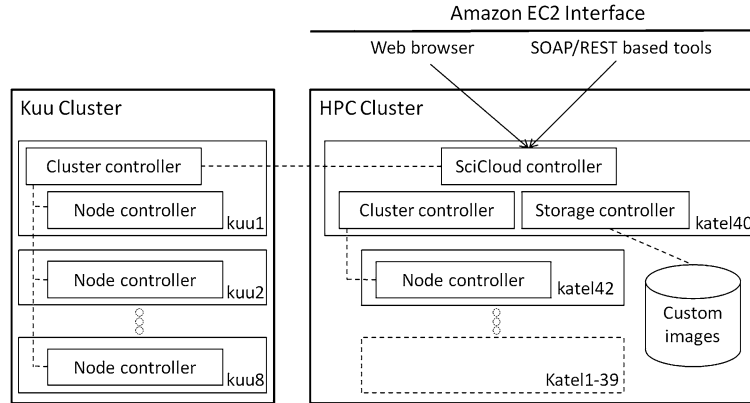 Amazon EC2 Interface
Web browser
SOAP/REST based tools
Kuu Cluster
HPC Cluster
Cluster controller
SciCloud controller
Node controller
kuu1
Cluster controller
Storage controller
katel40
Node controller
kuu2
Node controller
katel42
Custom
images
Node controller
kuu8
Katel1-39